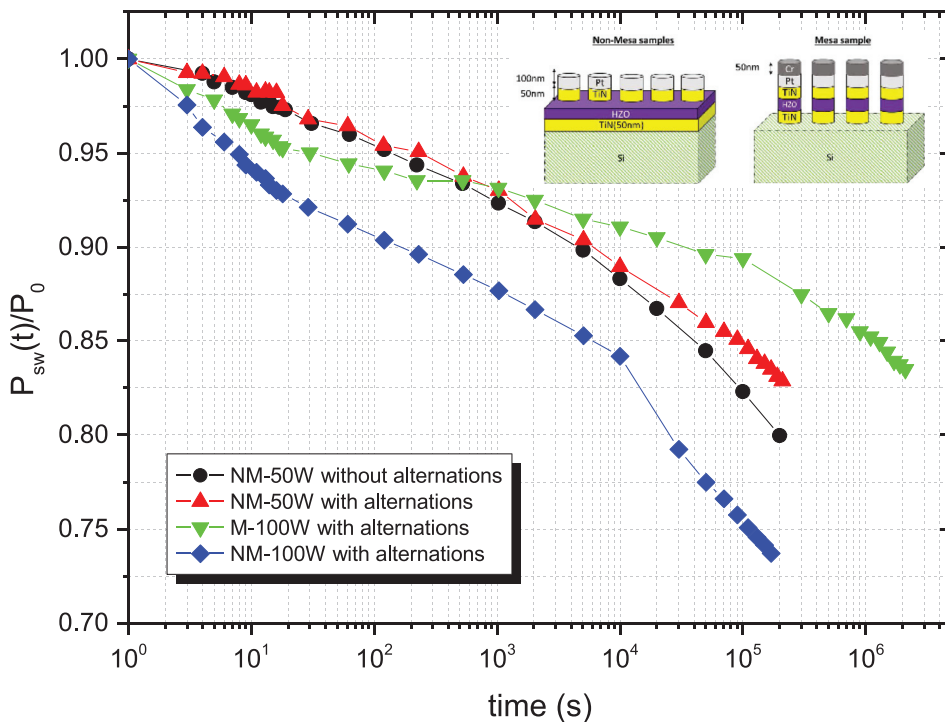 1.00
0.95
0.90
0.85
0.80
0.75
0.70
P_sw(t)/P_0
Non-Mesa samples
100nm
50nm
Pt
TiN
HZO
TiN(50nm)
Si
Mesa sample
50nm
Cr
Pt
TiN
HZO
TiN
Si
NM-50W without alternations
NM-50W with alternations
M-100W with alternations
NM-100W with alternations
10^0 10^1 10^2 10^3 10^4 10^5 10^6
time (s)